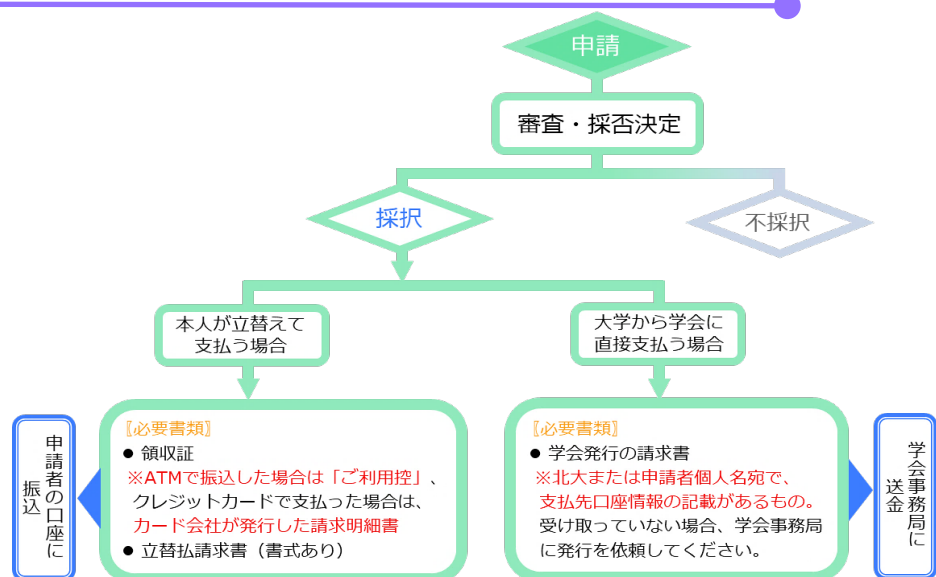 申請
審査・採否決定
採択
不採択
本人が立替えて
支払う場合
大学から学会に
直接支払う場合
申請者の口座に
振込
〖必要書類〗
● 領収証
※ATMで振込した場合は「ご利用控」、
クレジットカードで支払った場合は、
カード会社が発行した請求明細書
● 立替払請求書（書式あり）
〖必要書類〗
● 学会発行の請求書
※北大または申請者個人名宛で、
支払先口座情報の記載があるもの。
受け取っていない場合、学会事務局
に発行を依頼してください。
学会事務局に
送金